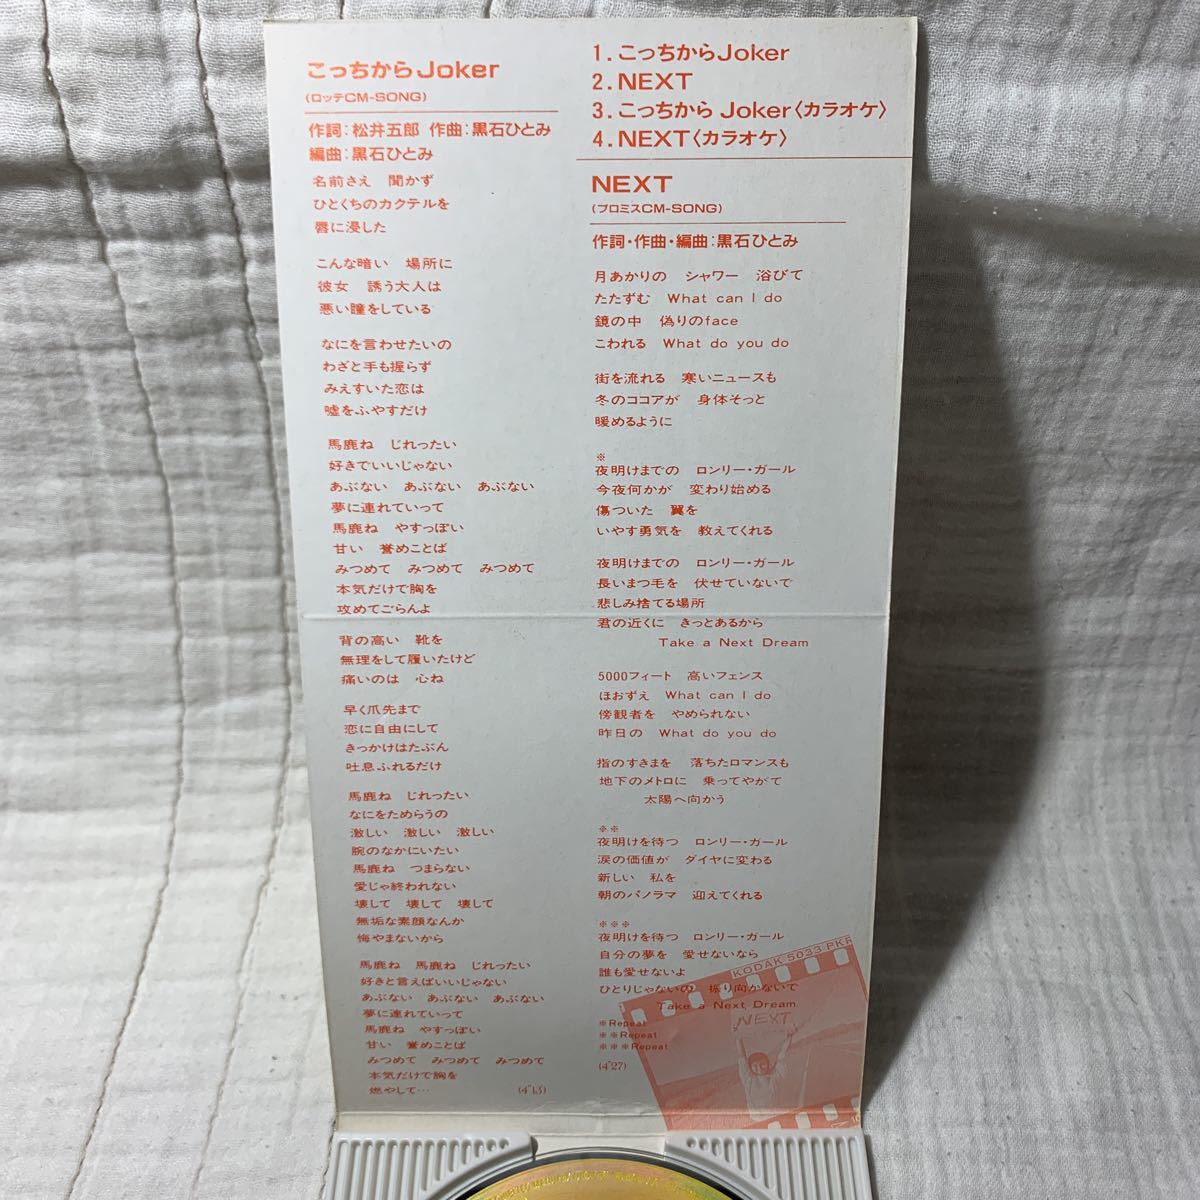 こっちからJoker
(ロッテCM-SONG)
作詞：松井五郎 作曲：黒石ひとみ
編曲：黒石ひとみ
名前さえ 聞かず
ひとくちのカクテルを
唇に浸した
こんな暗い 場所に
彼女 誘う大人は
悪い瞳をしている
なにを言わせたいの
わざと手も握らず
みえすいた恋は
嘘をふやすだけ
馬鹿ね じれったい
好きでいいじゃない
あぶない あぶない あぶない
夢に連れていって
馬鹿ね やすっぽい
甘い 誉めことば
みつめて みつめて みつめて
本気だけで胸を
攻めてごらんよ
背の高い 靴を
無理をして履いたけど
痛いのは 心ね
早く爪先まで
恋に自由にして
きっかけはたぶん
吐息ふれるだけ
馬鹿ね じれったい
なにをためらうの
激しい 激しい 激しい
腕のなかにいたい
馬鹿ね つまらない
愛じゃ終われない
壊して 壊して 壊して
無垢な素顔なんか
悔やまないから
馬鹿ね 馬鹿ね じれったい
好きと言えばいいじゃない
あぶない あぶない あぶない
夢に連れていって
馬鹿ね やすっぽい
甘い 誉めことば
みつめて みつめて みつめて
本気だけで胸を
燃やして… (4"13)
1. こっちからJoker
2. NEXT
3. こっちから Joker〈カラオケ〉
4. NEXT〈カラオケ〉
NEXT
(プロミスCM-SONG)
作詞・作曲・編曲：黒石ひとみ
月あかりの シャワー 浴びて
たたずむ What can I do
鏡の中 偽りのface
こわれる What do you do
街を流れる 寒いニュースも
冬のココアが 身体そっと
暖めるように
※
夜明けまでの ロンリー・ガール
今夜何かが 変わり始める
傷ついた 翼を
いやす勇気を 教えてくれる
夜明けまでの ロンリー・ガール
長いまつ毛を 伏せていないで
悲しみ捨てる場所
君の近くに きっとあるから
Take a Next Dream
5000フィート 高いフェンス
ほおずえ What can I do
傍観者を やめられない
昨日の What do you do
指のすきまを 落ちたロマンスも
地下のメトロに 乗ってやがて
太陽へ向かう
※※
夜明けを待つ ロンリー・ガール
涙の価値が ダイヤに変わる
新しい 私を
朝のパノラマ 迎えてくれる
※※※
夜明けを待つ ロンリー・ガール
自分の夢を 愛せないなら
誰も愛せないよ
ひとりじゃないの 振り向かないで
Take a Next Dream
※Repeat
※※Repeat
※※※Repeat
(4"27)
KODAK 5033 PKR
NEXT